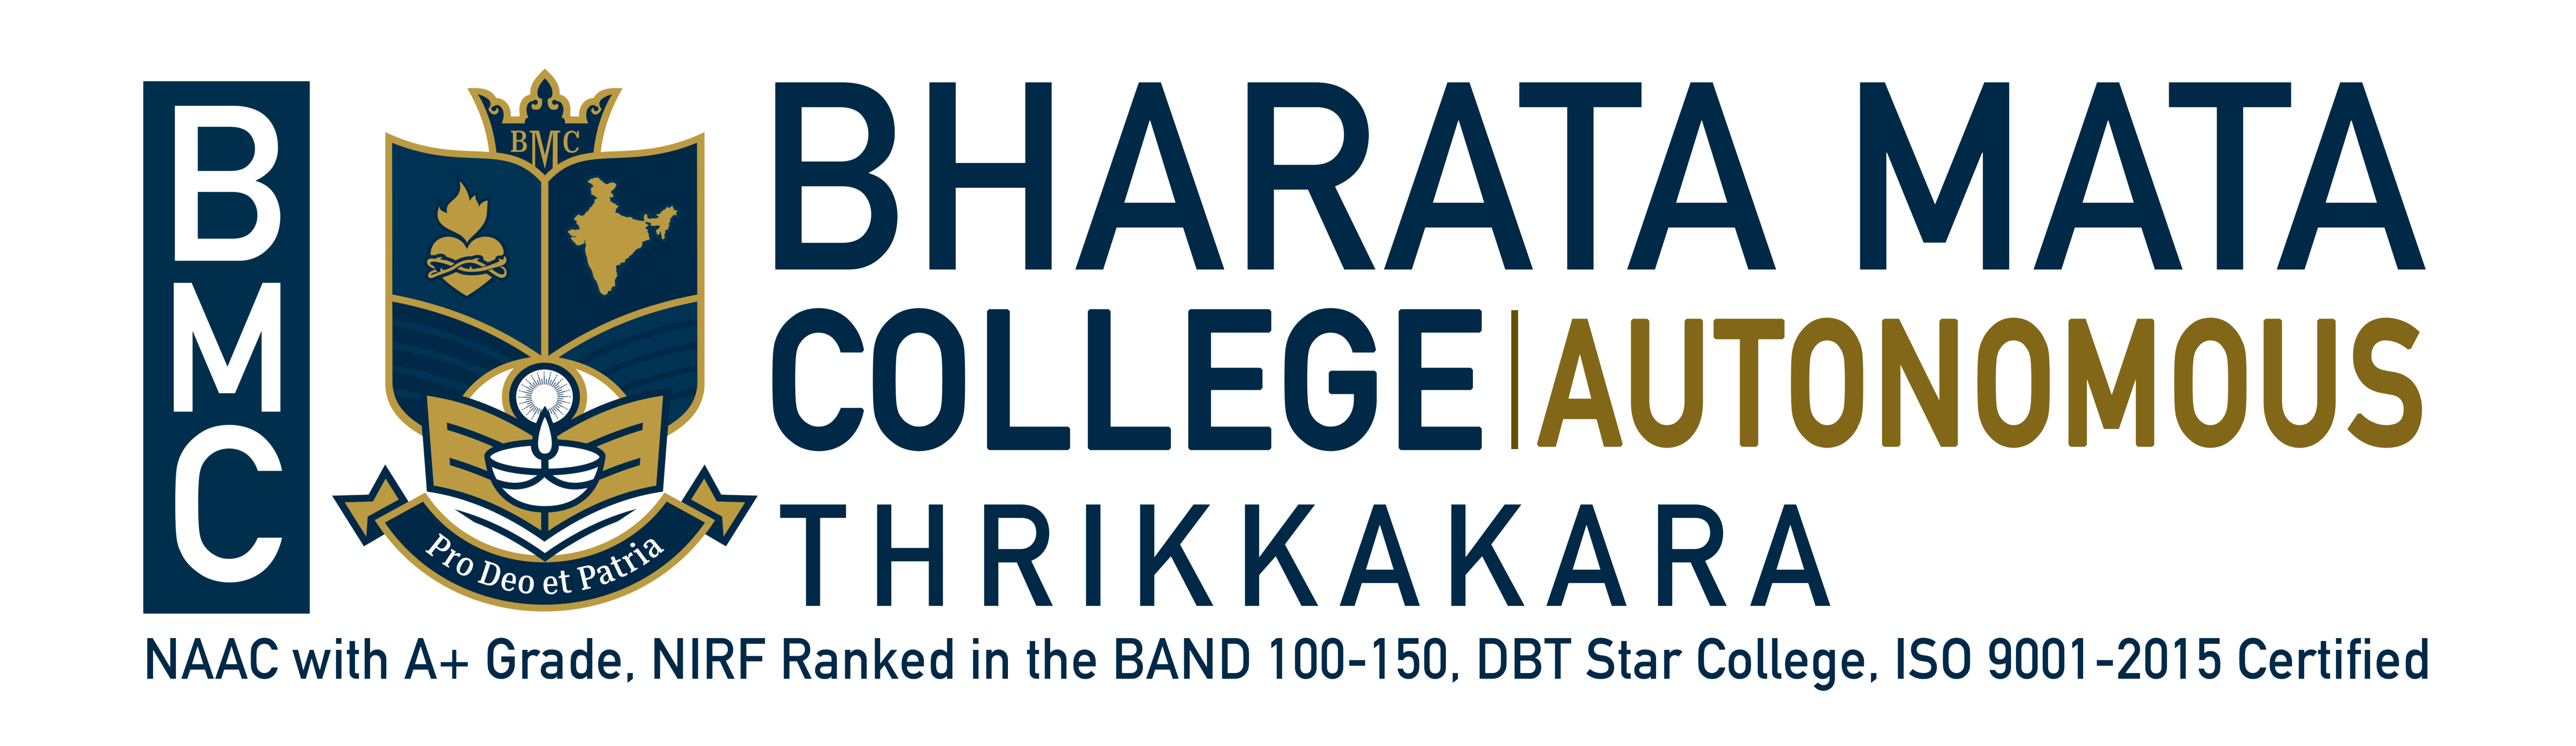 BMC
BMC
Pro Deo et Patria
BHARATA MATA
COLLEGE | AUTONOMOUS
THRIKKAKARA
NAAC with A+ Grade, NIRF Ranked in the BAND 100-150, DBT Star College, ISO 9001-2015 Certified